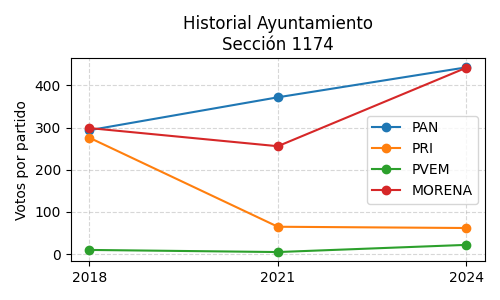 Historial Ayuntamiento
Sección 1174
Votos por partido
400
300
200
100
0
2018
2021
2024
PAN
PRI
PVEM
MORENA